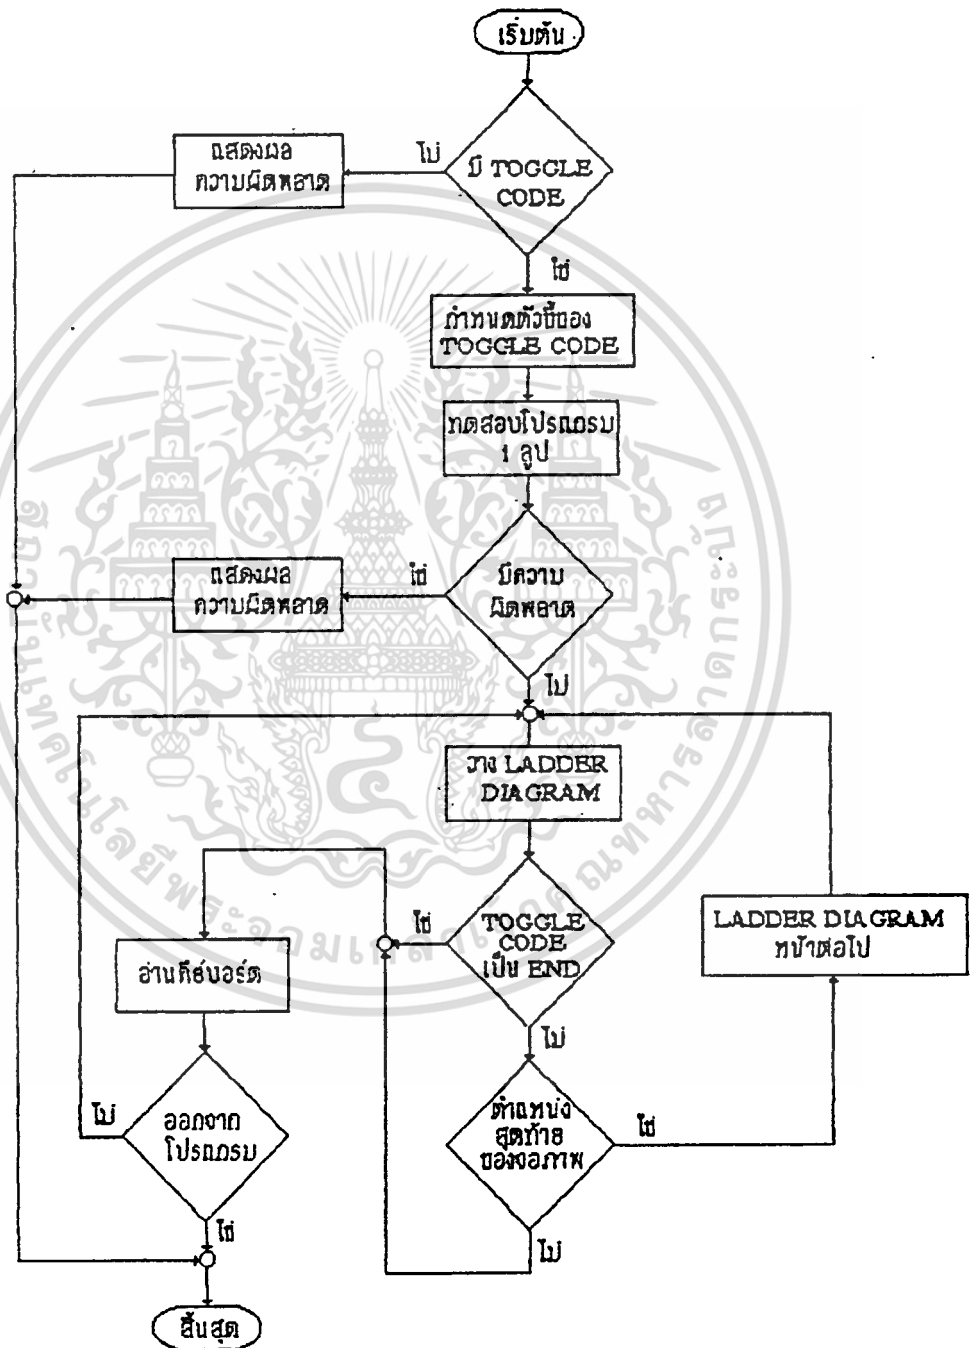 เริ่มต้น
มี TOGGLE
CODE
ไม่
แสดงผล
ความผิดพลาด
ใช่
กำหนดตัวชี้ของ
TOGGLE CODE
ทดสอบโปรแกรม
1 ลูป
มีความ
ผิดพลาด
ใช่
แสดงผล
ความผิดพลาด
ไม่
วาง LADDER
DIAGRAM
TOGGLE
CODE
เป็น END
ใช่
ไม่
LADDER DIAGRAM
หน้าต่อไป
อ่านคีย์บอร์ด
ตำแหน่ง
สุดท้าย
ของจอภาพ
ใช่
ไม่
ออกจาก
โปรแกรม
ไม่
ใช่
สิ้นสุด